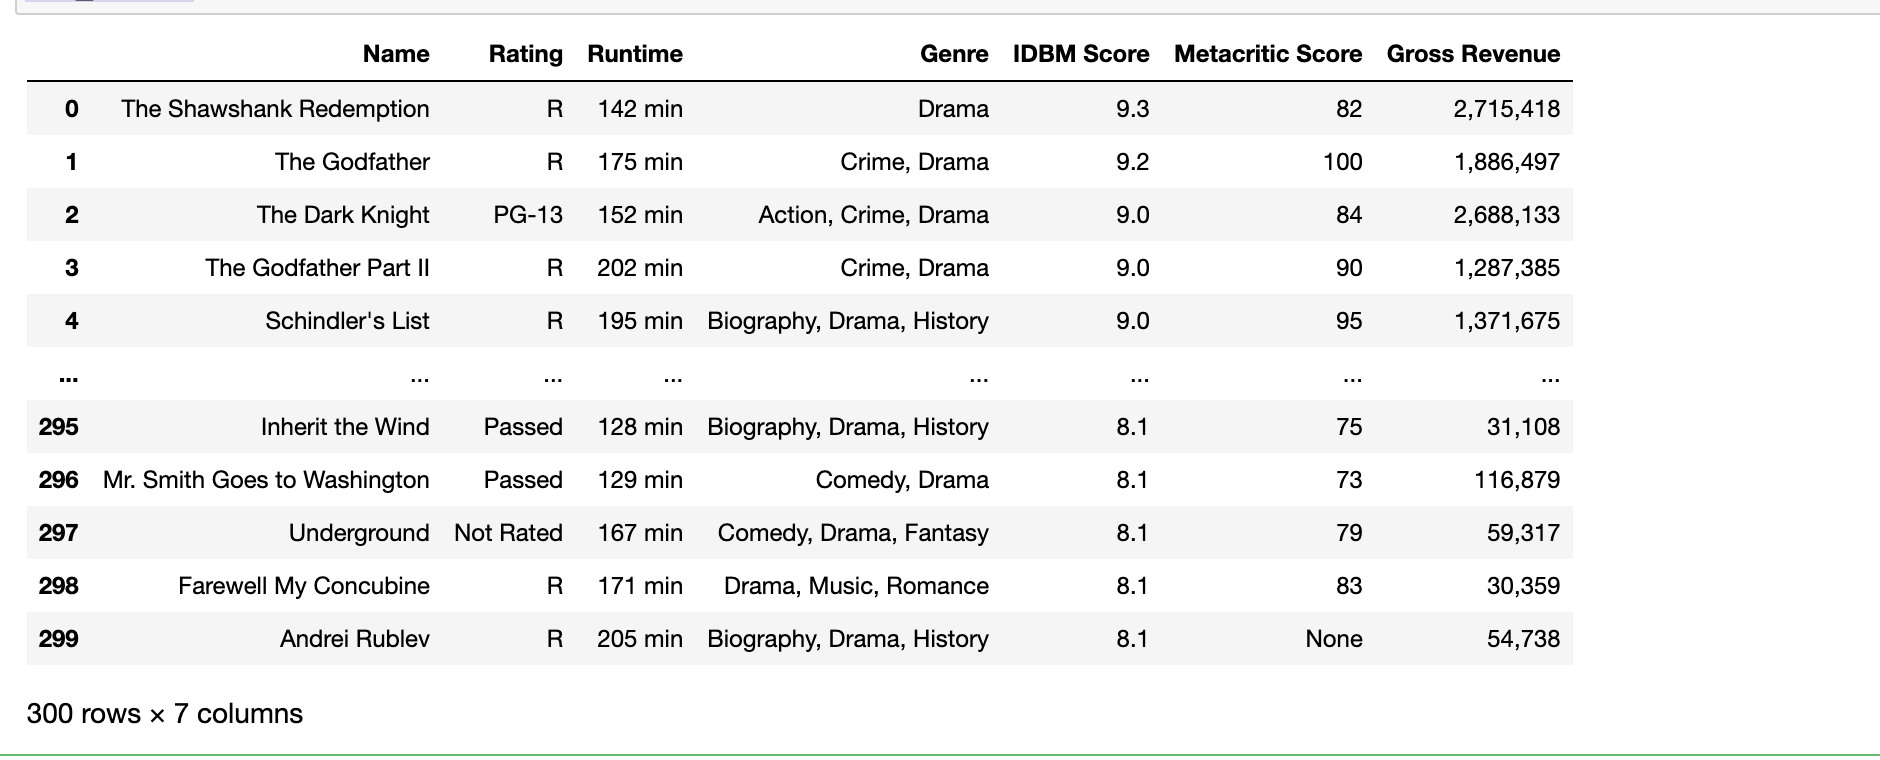 Name Rating Runtime Genre IDBM Score Metacritic Score Gross Revenue
0 The Shawshank Redemption R 142 min Drama 9.3 82 2,715,418
1 The Godfather R 175 min Crime, Drama 9.2 100 1,886,497
2 The Dark Knight PG-13 152 min Action, Crime, Drama 9.0 84 2,688,133
3 The Godfather Part II R 202 min Crime, Drama 9.0 90 1,287,385
4 Schindler's List R 195 min Biography, Drama, History 9.0 95 1,371,675
... ... ... ... ... ... ... ...
295 Inherit the Wind Passed 128 min Biography, Drama, History 8.1 75 31,108
296 Mr. Smith Goes to Washington Passed 129 min Comedy, Drama 8.1 73 116,879
297 Underground Not Rated 167 min Comedy, Drama, Fantasy 8.1 79 59,317
298 Farewell My Concubine R 171 min Drama, Music, Romance 8.1 83 30,359
299 Andrei Rublev R 205 min Biography, Drama, History 8.1 None 54,738
300 rows × 7 columns